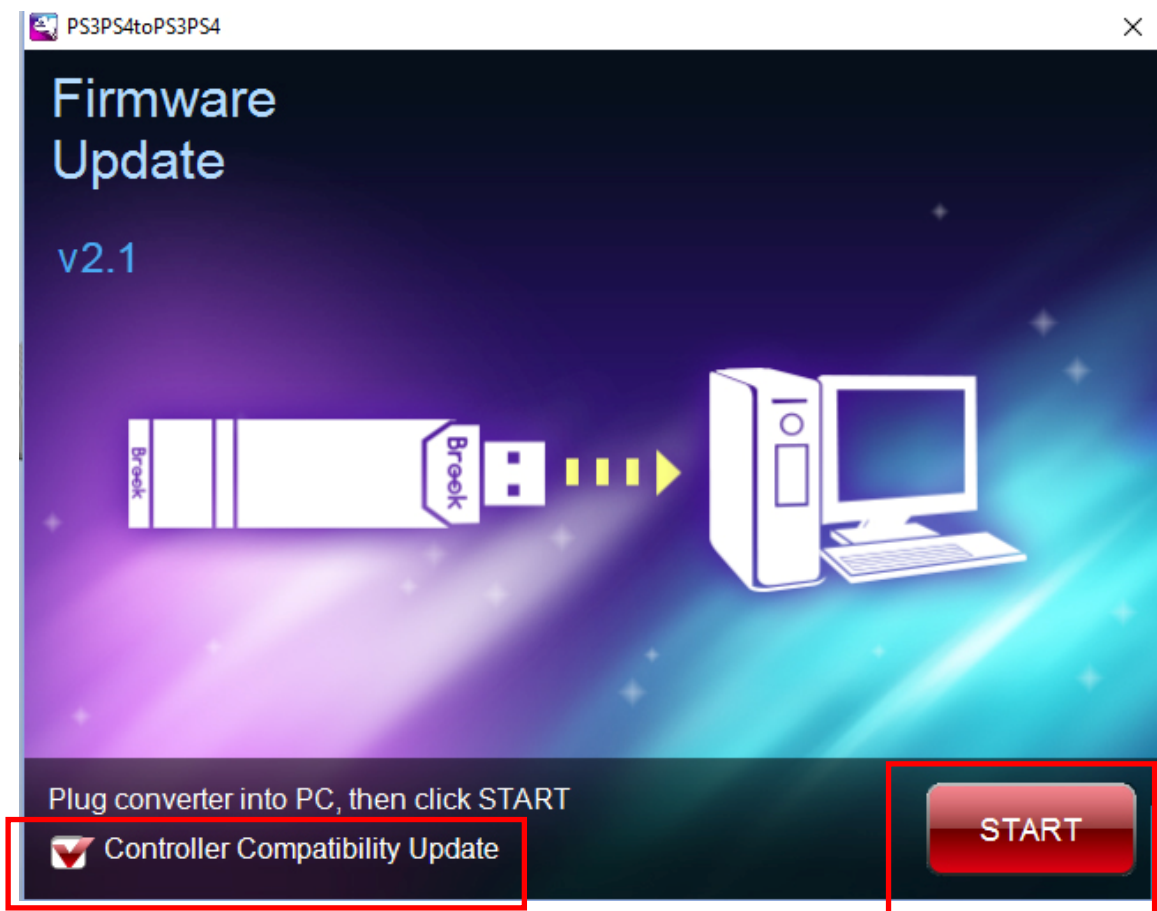 PS3PS4toPS3PS4
Firmware
Update
v2.1
Brook
Brook
Plug converter into PC, then click START
Controller Compatibility Update
START